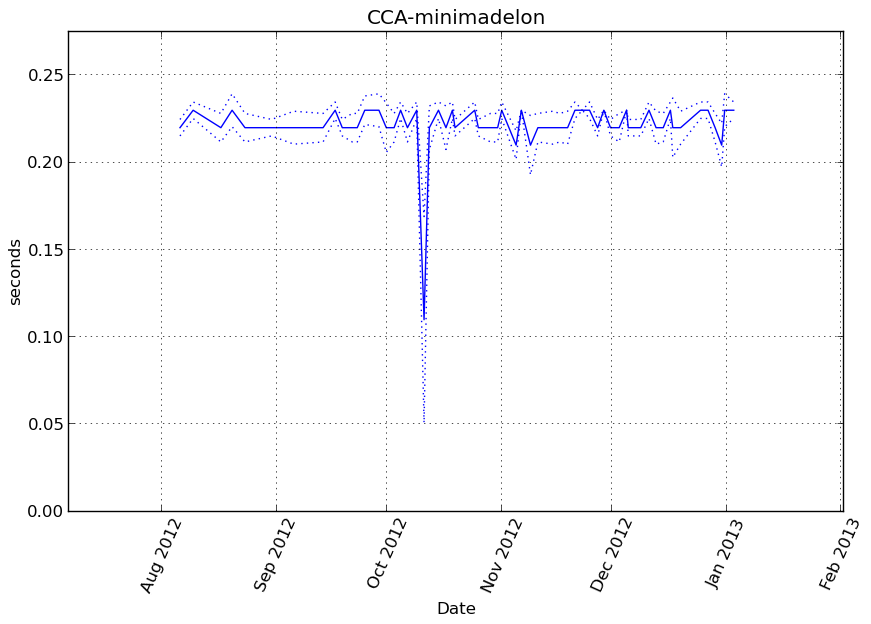 CCA-minimadelon
0.25
0.20
0.15
0.10
0.05
0.00
seconds
Aug 2012
Sep 2012
Oct 2012
Nov 2012
Dec 2012
Jan 2013
Feb 2013
Date